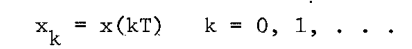 x_k = x(kT) k = 0, 1, . . .